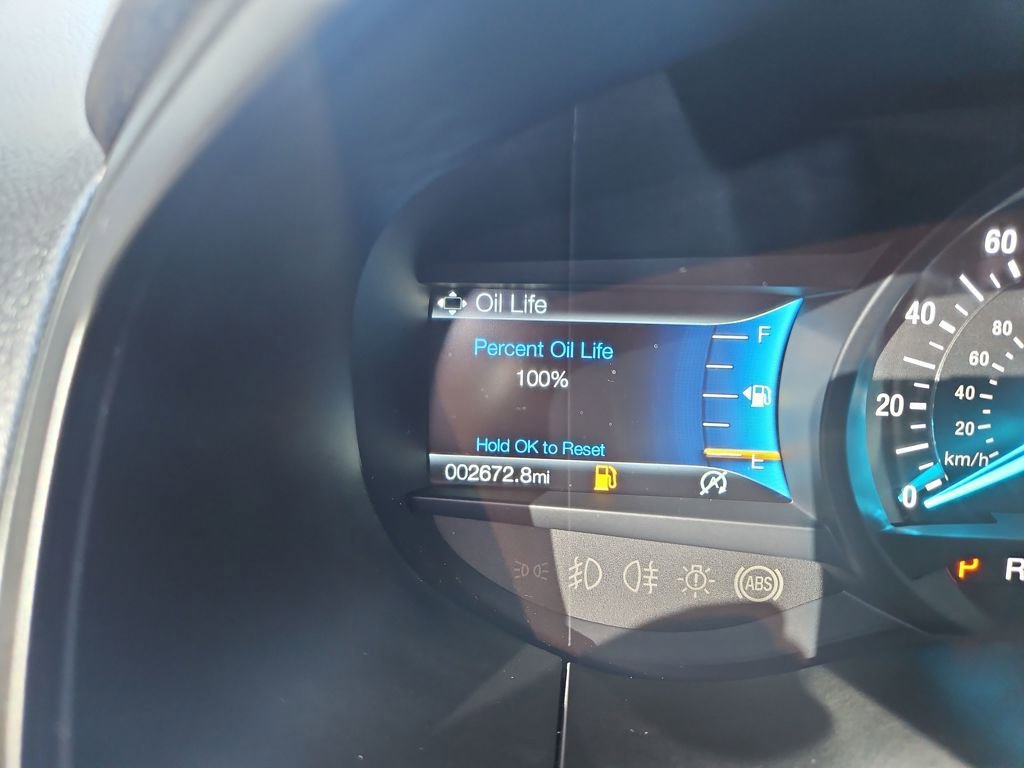 Oil Life
Percent Oil Life
100%
Hold OK to Reset
002672.8mi
F
E
60
40
20
0
80
60
40
20
km/h
P
R
ABS